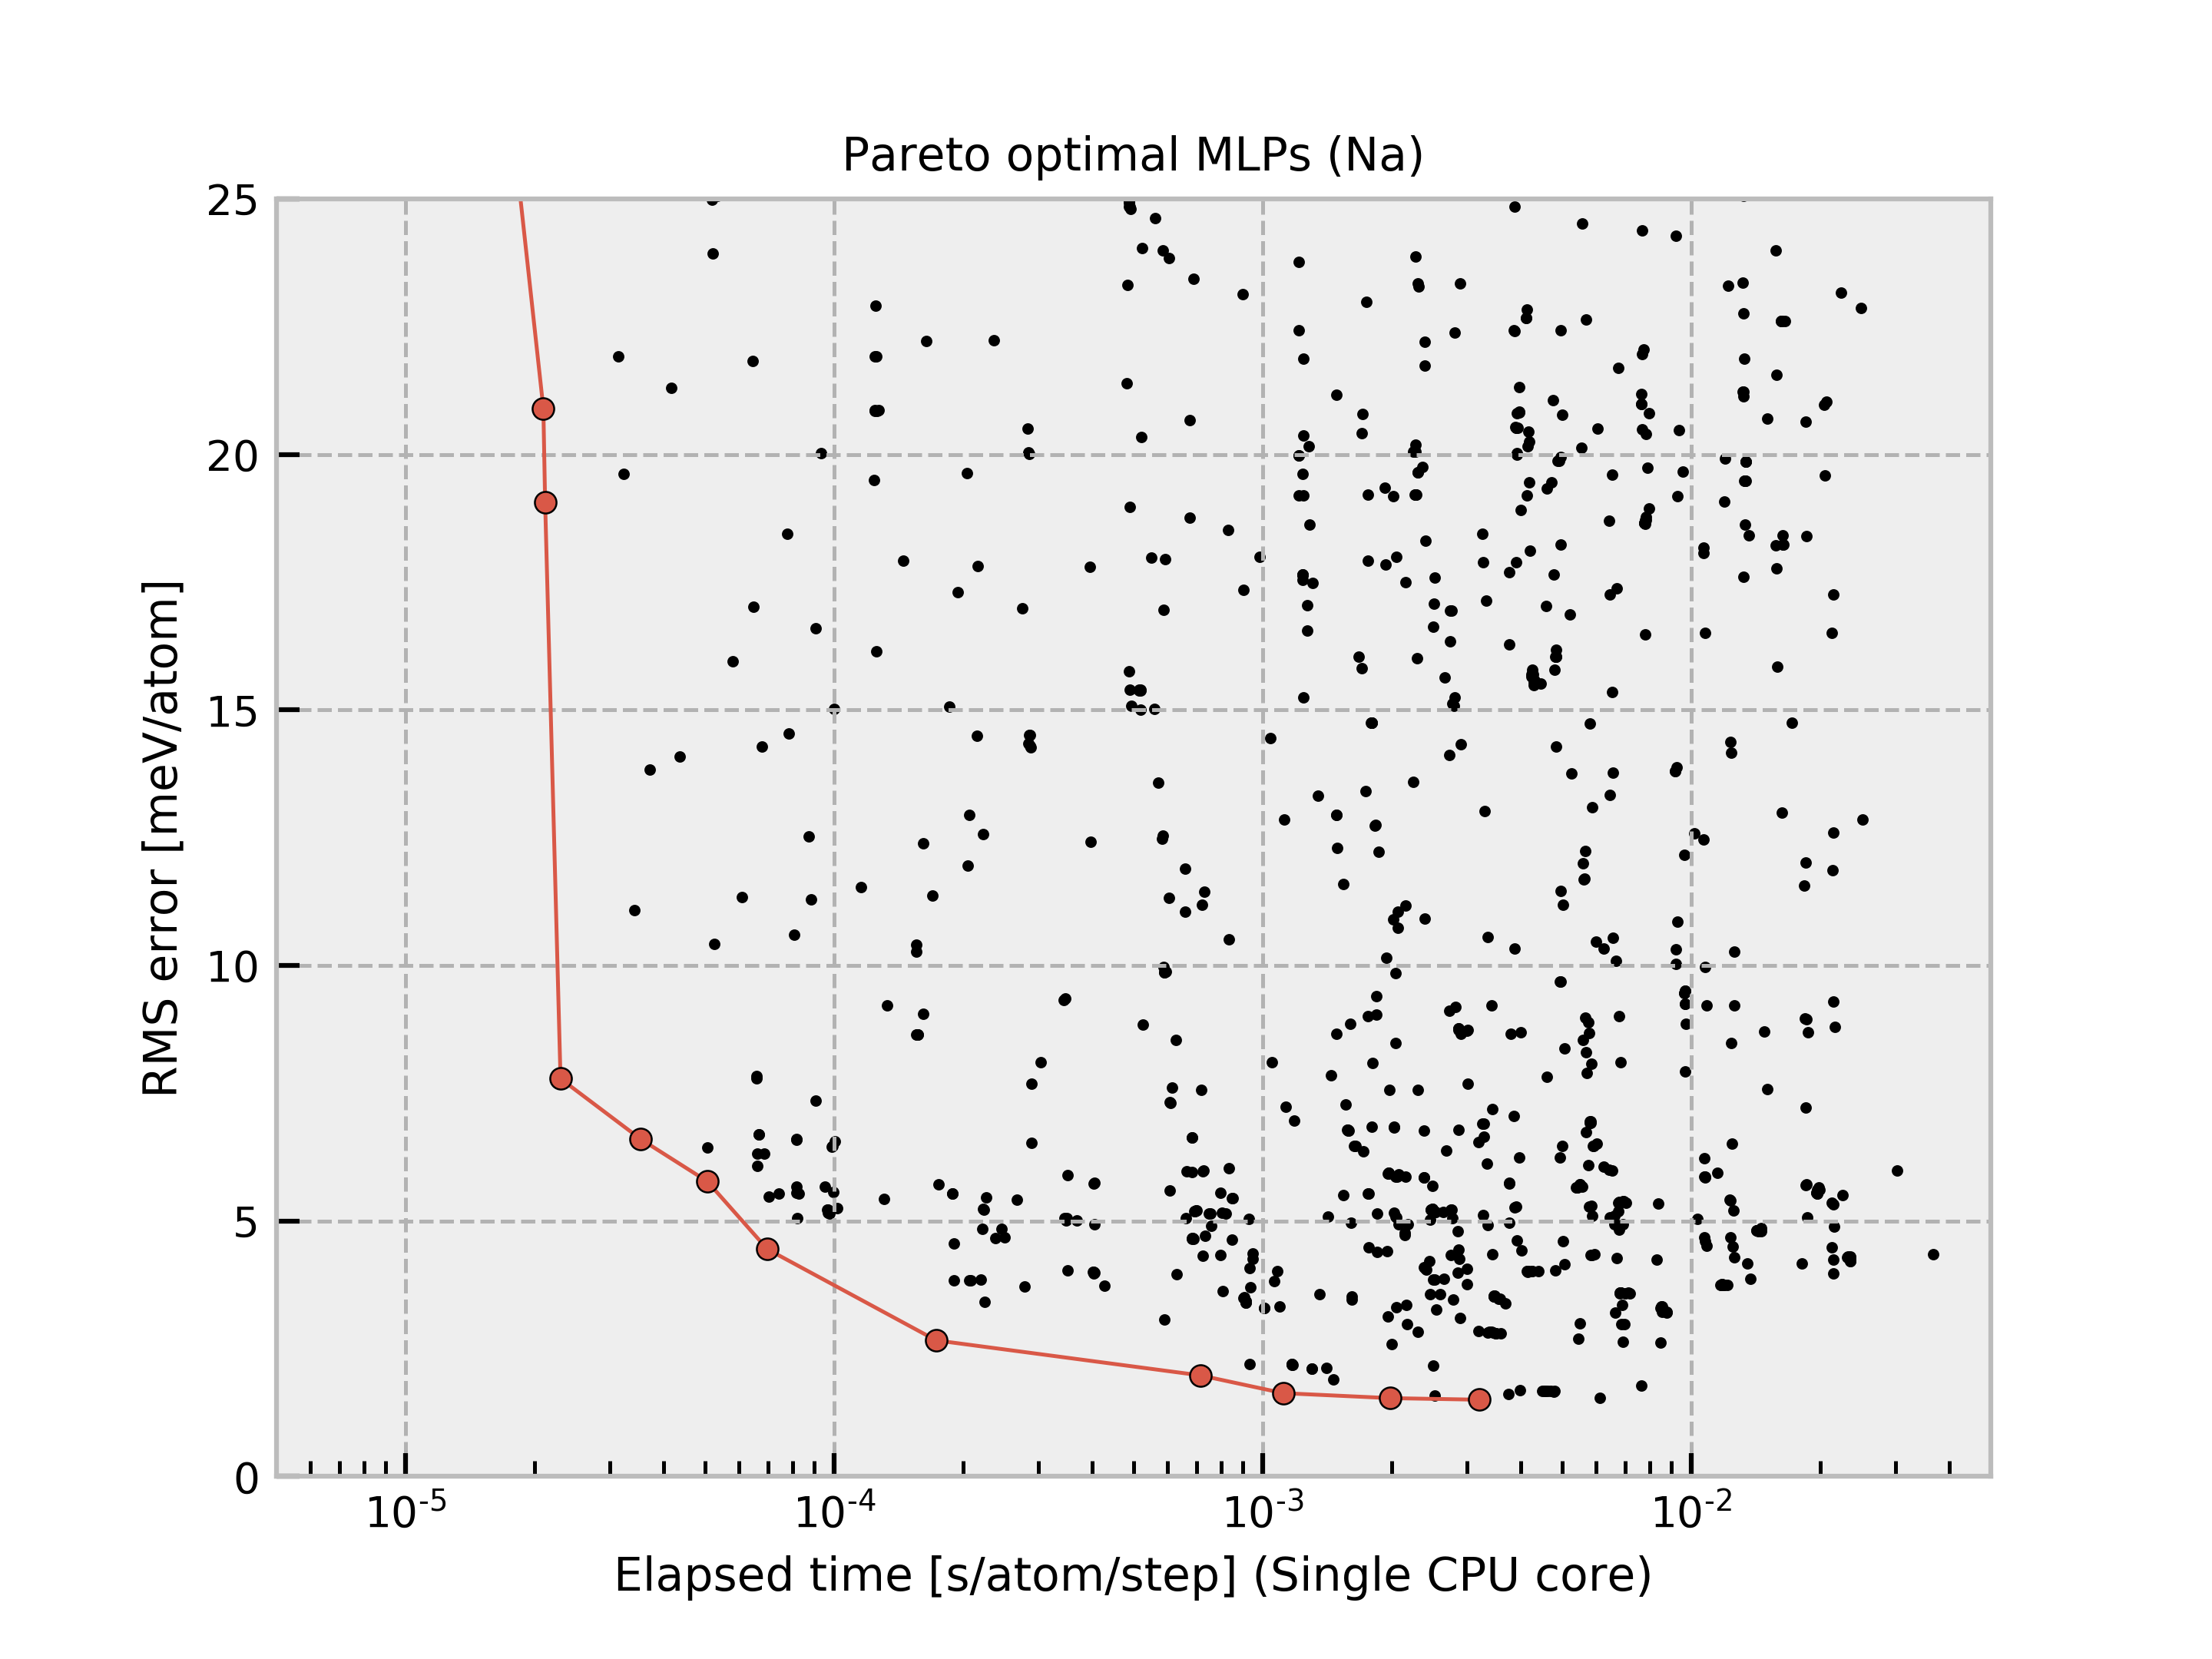 Pareto optimal MLPs (Na)
25
20
15
10
5
0
RMS error [meV/atom]
10-5 10-4 10-3 10-2
Elapsed time [s/atom/step] (Single CPU core)